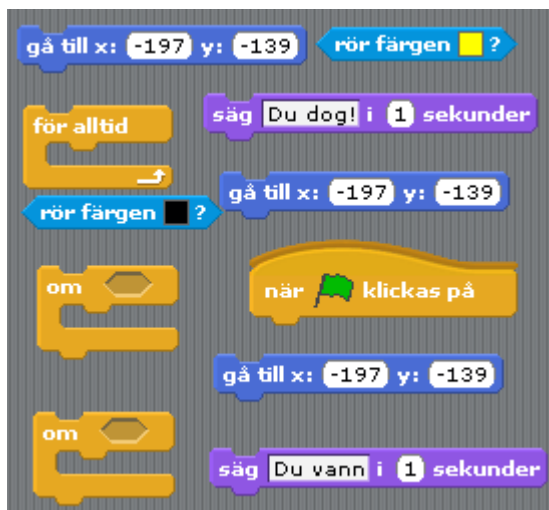 gå till x: -197 y: -139
rör färgen ?
för alltid
säg Du dog! i 1 sekunder
rör färgen ?
gå till x: -197 y: -139
om
när klickas på
gå till x: -197 y: -139
om
säg Du vann i 1 sekunder